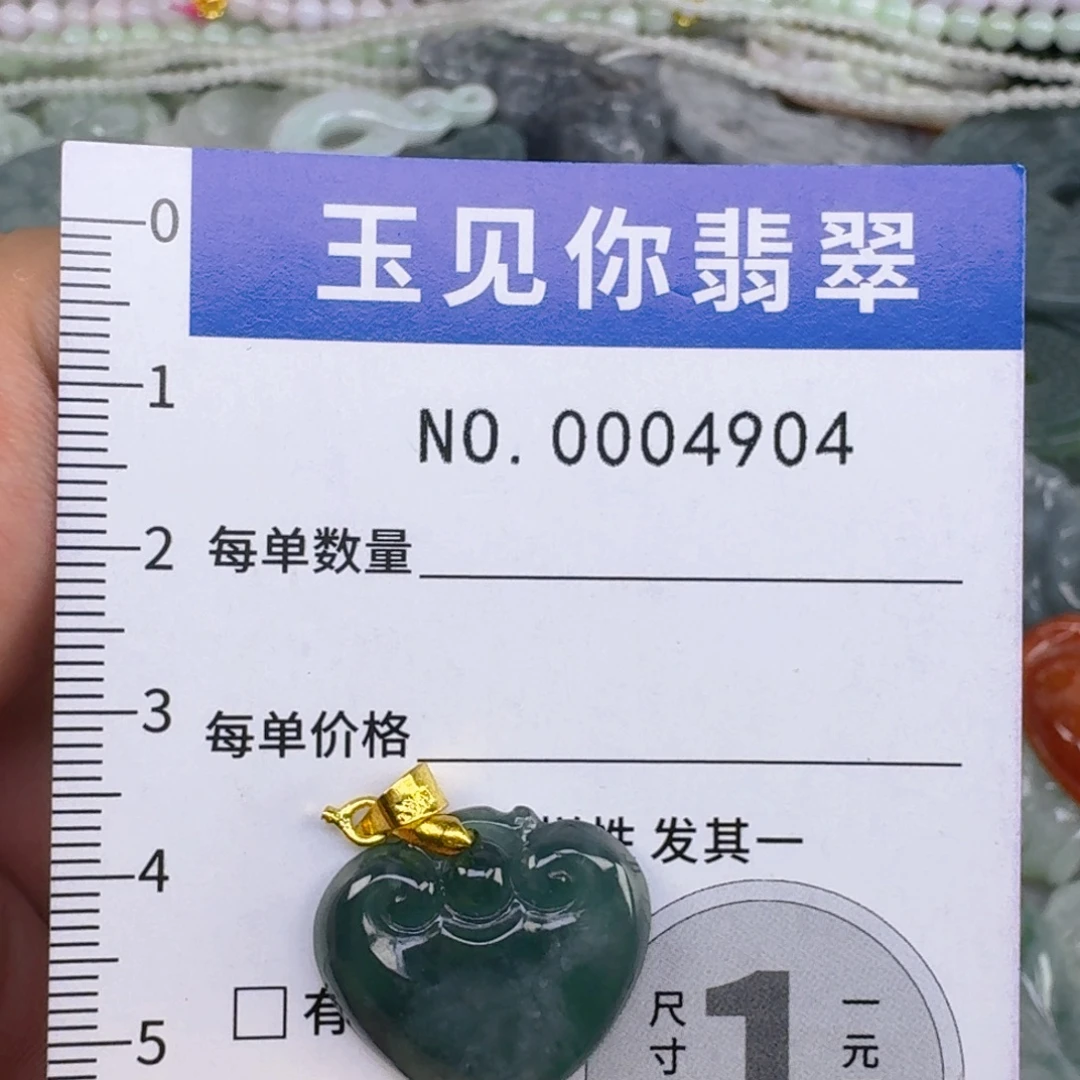 玉见你翡翠
0
1
NO.0004904
2 每单数量
3 每单价格
性 发其一
4
有
尺寸 1 一元
5